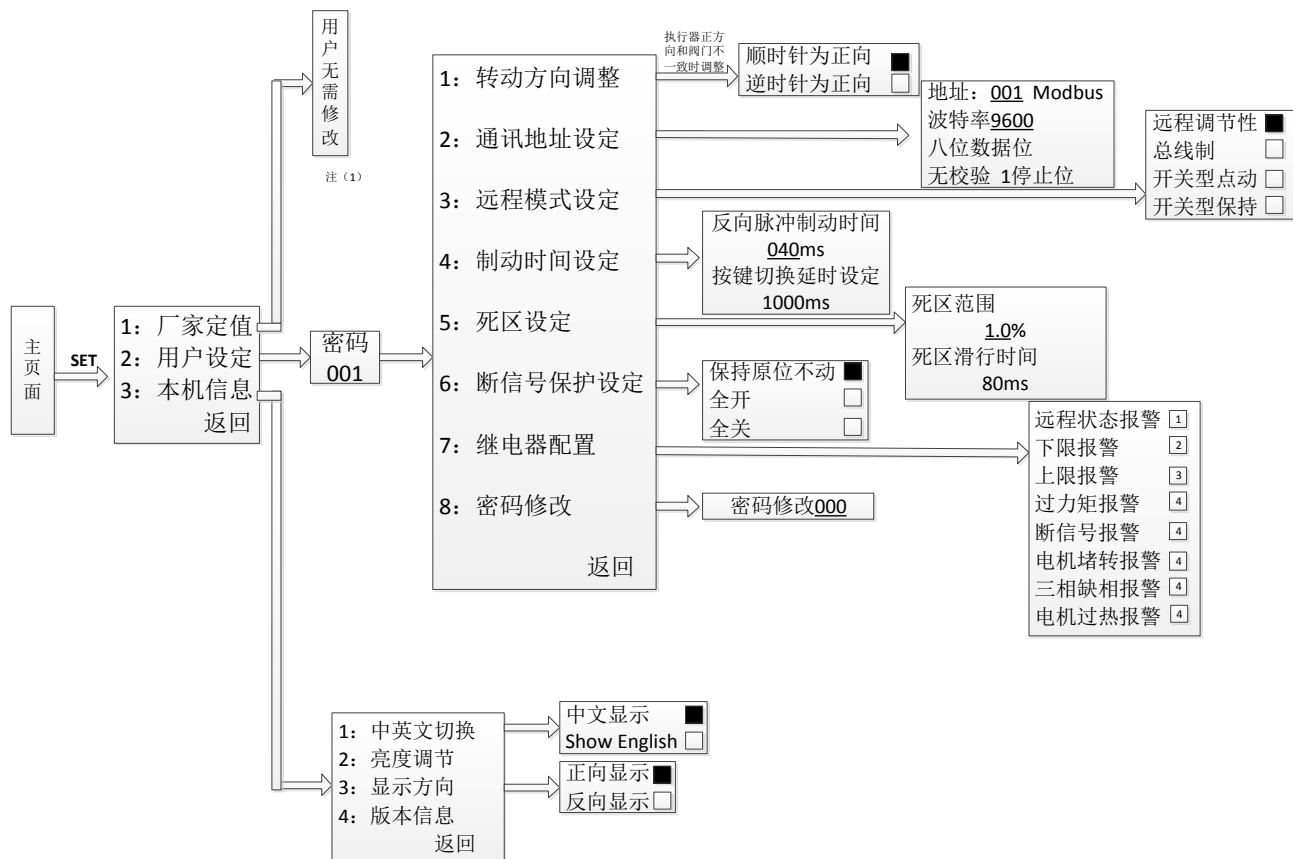 主页面
SET
1：厂家定值
2：用户设定
3：本机信息
返回
用户无需修改
注（1）
密码
001
1：转动方向调整
2：通讯地址设定
3：远程模式设定
4：制动时间设定
5：死区设定
6：断信号保护设定
7：继电器配置
8：密码修改
返回
执行器正方
向和阀门不
一致时调整
顺时针为正向
逆时针为正向
地址：001 Modbus
波特率9600
八位数据位
无校验 1停止位
远程调节性
总线制
开关型点动
开关型保持
反向脉冲制动时间
040ms
按键切换延时设定
1000ms
死区范围
1.0%
死区滑行时间
80ms
保持原位不动
全开
全关
远程状态报警 1
下限报警 2
上限报警 3
过力矩报警 4
断信号报警 4
电机堵转报警 4
三相缺相报警 4
电机过热报警 4
密码修改000
1：中英文切换
2：亮度调节
3：显示方向
4：版本信息
返回
中文显示
Show English
正向显示
反向显示